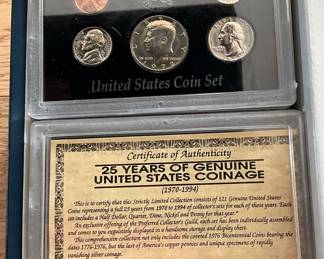 United States Coin Set
Certificate of Authenticity
25 YEARS OF GENUINE
UNITED STATES COINAGE
(1970-1994)
This is to certify that this Strictly Limited Collection consists of 121 Genuine United States
Coins representing a full 25 years from 1970 to 1994 of collector's sets for each of those years. Each
set includes a Half Dollar, Quarter, Dime, Nickel and Penny for that year.
An exclusive offering of the Preferred Collector's Guild, each set has been individually assembled
and comes to you exquisitely displayed in a handsome storage and display chest.
This comprehensive collection not only includes the coveted 1976 Bicentennial Coins bearing the
dates 1776-1976, but the last of America's copper pennies and unique specimens of rapidly
vanishing silver coinage.